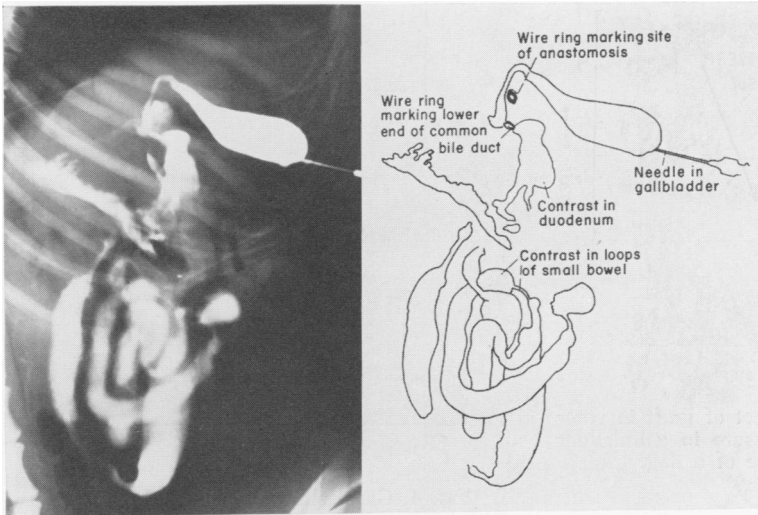 Wire ring marking site
of anastomosis
Wire ring
marking lower
end of common
bile duct
Needle in
gallbladder
Contrast in
duodenum
Contrast in loops
of small bowel